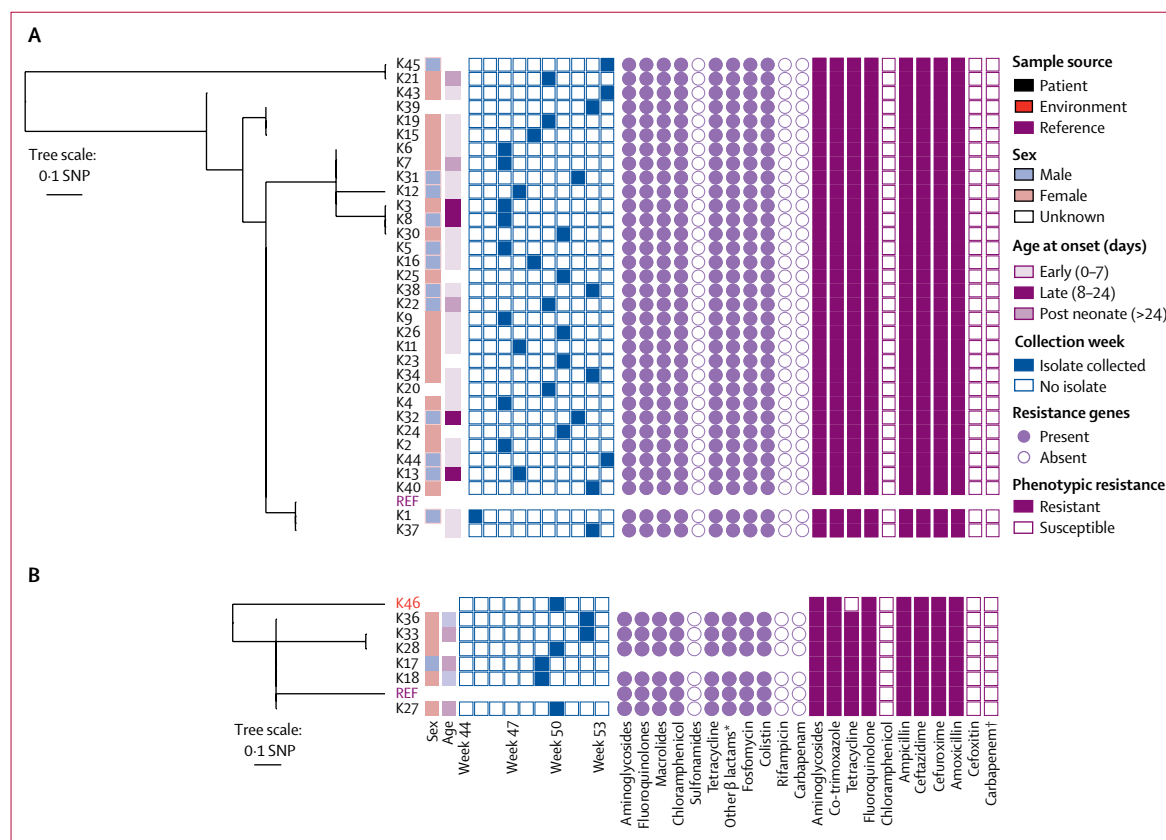 A
K45
K21
K43
K39
K19
K15
K6
K7
K31
K12
K3
K8
K30
K5
K16
K25
K38
K22
K9
K26
K11
K23
K34
K20
K4
K32
K24
K2
K44
K13
K40
REF
K1
K37
Tree scale:
0·1 SNP
Sample source
Patient
Environment
Reference
Sex
Male
Female
Unknown
Age at onset (days)
Early (0–7)
Late (8–24)
Post neonate (>24)
Collection week
Isolate collected
No isolate
Resistance genes
Present
Absent
Phenotypic resistance
Resistant
Susceptible
B
K46
K36
K33
K28
K17
K18
REF
K27
Tree scale:
0·1 SNP
Sex
Age
Week 44
Week 47
Week 50
Week 53
Aminoglycosides
Fluoroquinolones
Macrolides
Chloramphenicol
Sulfonamides
Tetracycline
Other β lactams*
Fosfomycin
Colistin
Rifampicin
Carbapenam
Aminoglycosides
Co-trimoxazole
Tetracycline
Fluoroquinolone
Chloramphenicol
Ampicillin
Ceftazidime
Cefuroxime
Amoxicillin
Cefoxitin
Carbapenem†